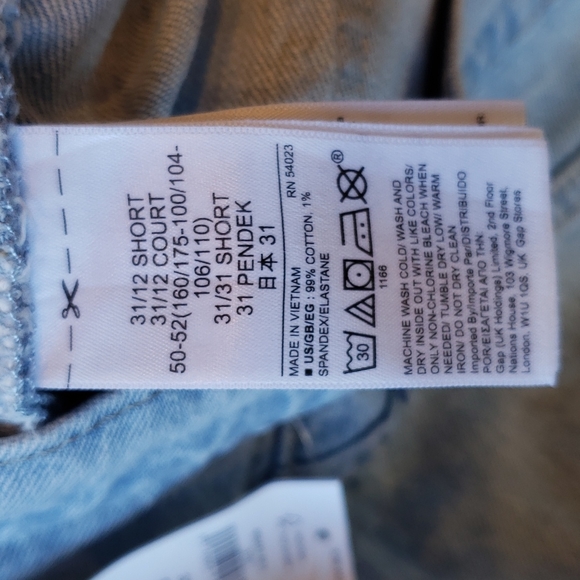 31/12 SHORT
31/12 COURT
50-52(160/175-100/104-
106/110)
31/31 SHORT
31 PENDEK
日本 31
RN 54023
MADE IN VIETNAM
■ US/GB/EG : 99% COTTON, 1%
SPANDEX/ELASTANE
30
®
1166
MACHINE WASH COLD/ WASH AND
DRY INSIDE OUT WITH LIKE COLORS/
ONLY NON-CHLORINE BLEACH WHEN
NEEDED/ TUMBLE DRY LOW/ WARM
IRON/ DO NOT DRY CLEAN
Imported By/Importe Par/DISTRIBUIDO
POR/ΕΙΣΑΓΕΤΑΙ ΑΠΟ ΤΗΝ:
Gap (UK Holdings) Limited, 2nd Floor
Nations House, 103 Wigmore Street,
London, W1U 1QS, UK Gap Stores